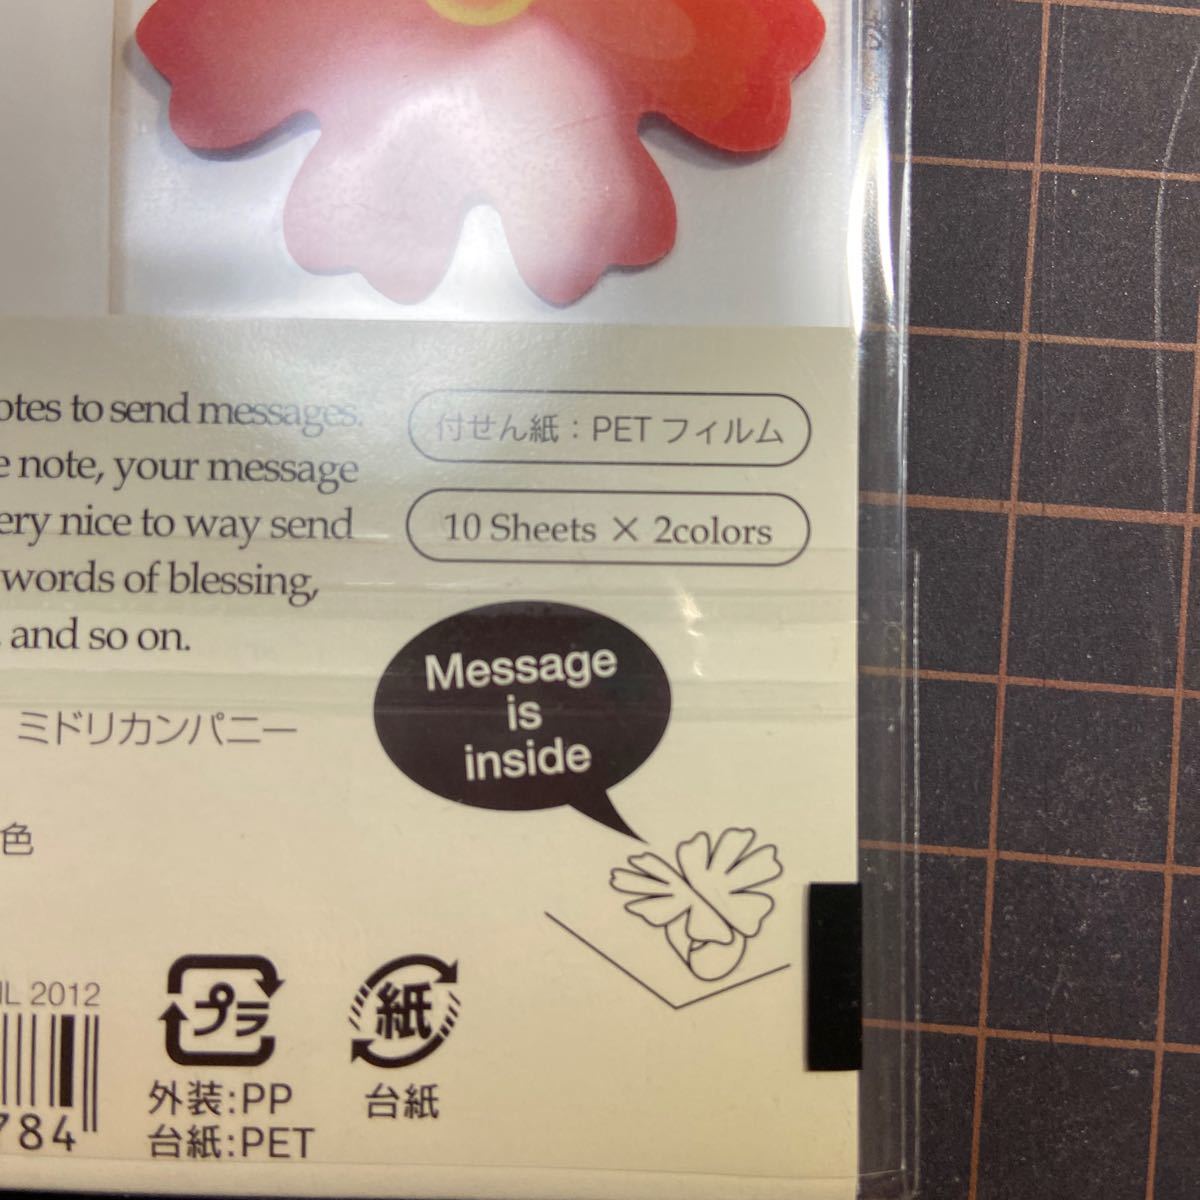 otes to send messages.
e note, your message
ery nice to way send
words of blessing,
and so on.
付せん紙：PETフィルム
10 Sheets × 2colors
Message
is
inside
ミドリカンパニー
色
2012
784
プラ
外装:PP
台紙:PET
紙
台紙